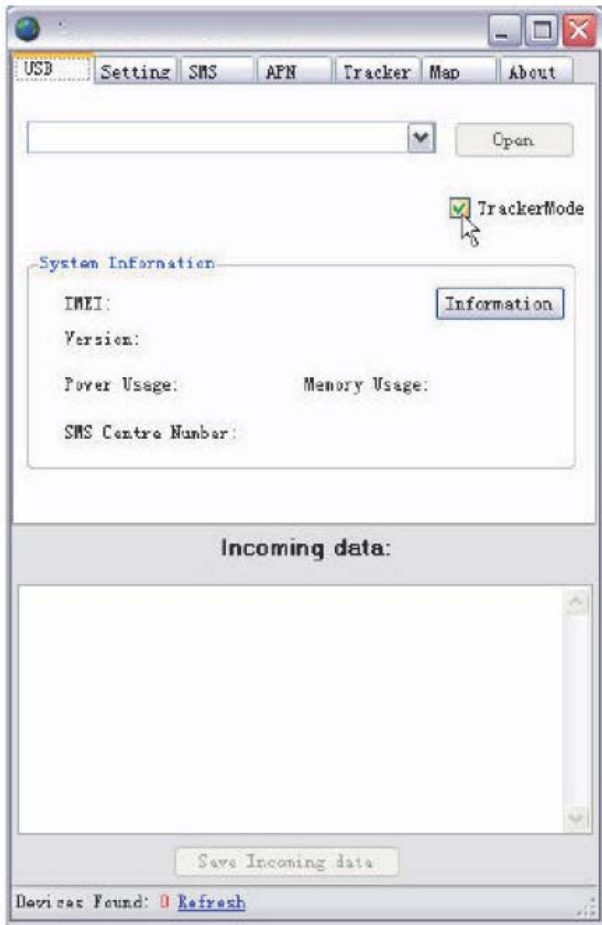 USB Setting SMS APN Tracker Map About
Open
TrackerMode
System Information
IMEI: Information
Version:
Power Usage: Memory Usage:
SMS Centre Number:
Incoming data:
Save Incoming data
Devices Found: 0 Refresh